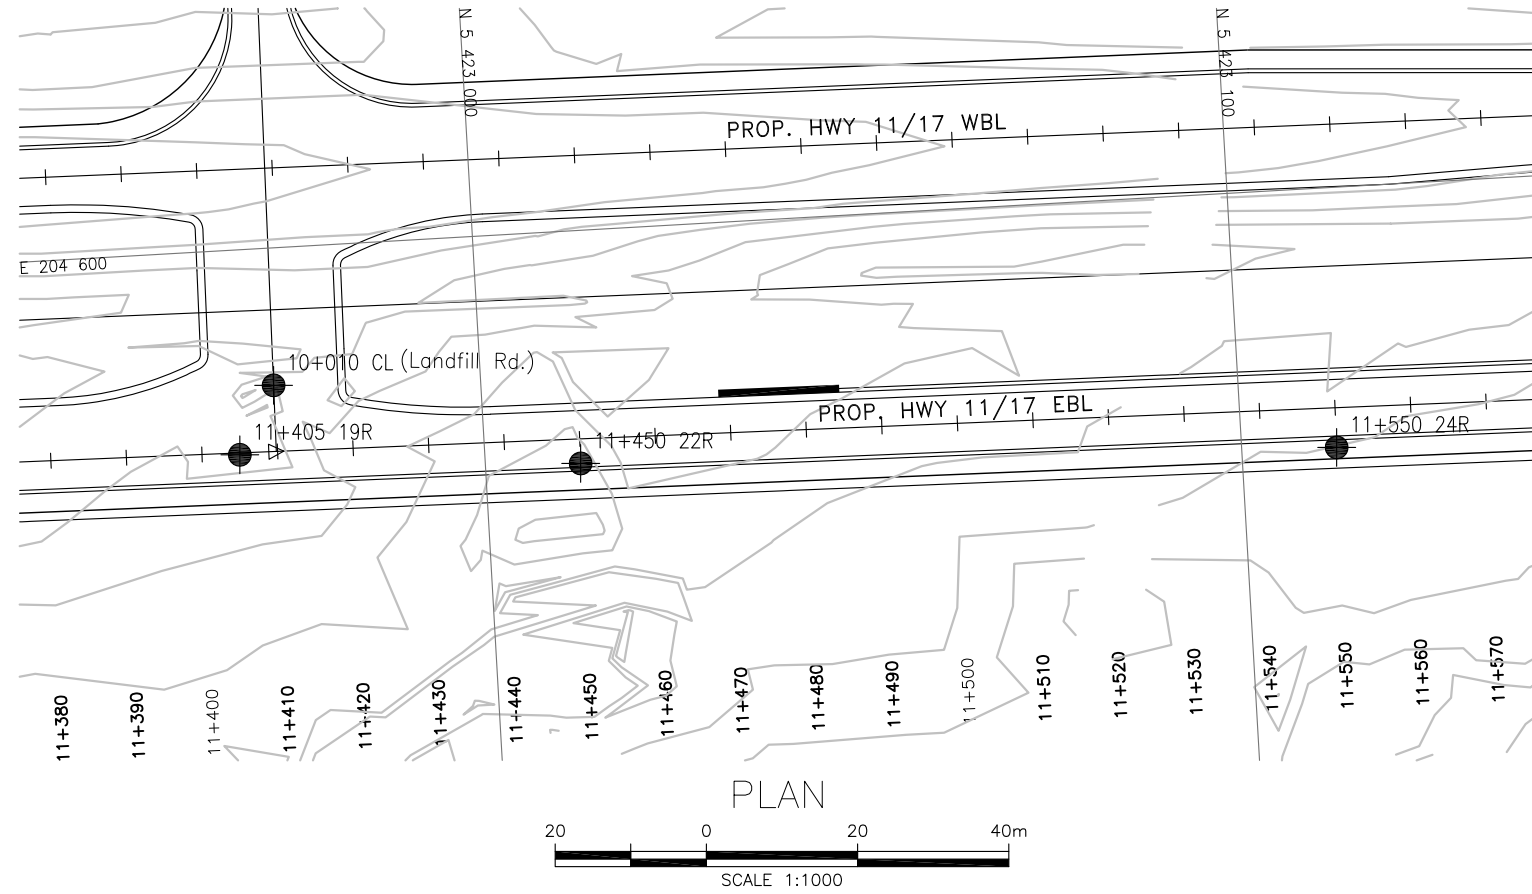 N 5 423 000
N 5 423 100
PROP. HWY 11/17 WBL
E 204 600
10+010 CL (Landfill Rd.)
PROP. HWY 11/17 EBL
11+405 19R
11+450 22R
11+550 24R
11+380
11+390
11+400
11+410
11+420
11+430
11+440
11+450
11+460
11+470
11+480
11+490
11+500
11+510
11+520
11+530
11+540
11+550
11+560
11+570
PLAN
20 0 20 40m
SCALE 1:1000